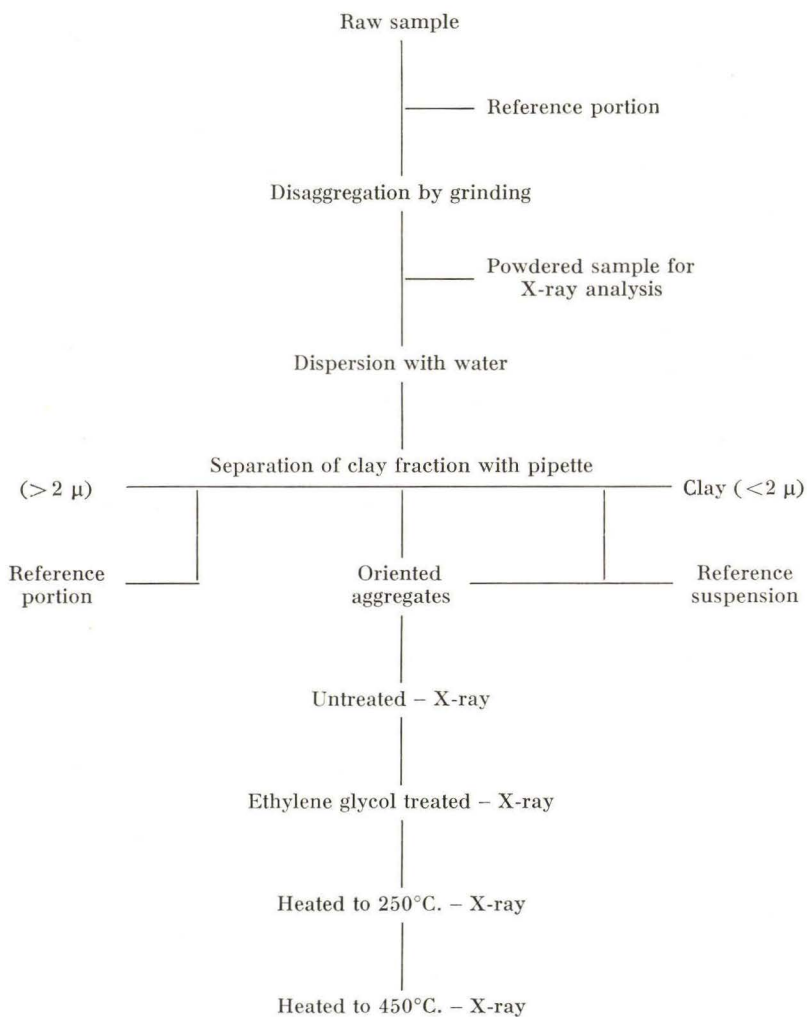 Raw sample
Reference portion
Disaggregation by grinding
Powdered sample for
X-ray analysis
Dispersion with water
Separation of clay fraction with pipette
(> 2 μ)
Clay (<2 μ)
Reference
portion
Oriented
aggregates
Reference
suspension
Untreated – X-ray
Ethylene glycol treated – X-ray
Heated to 250°C. – X-ray
Heated to 450°C. – X-ray